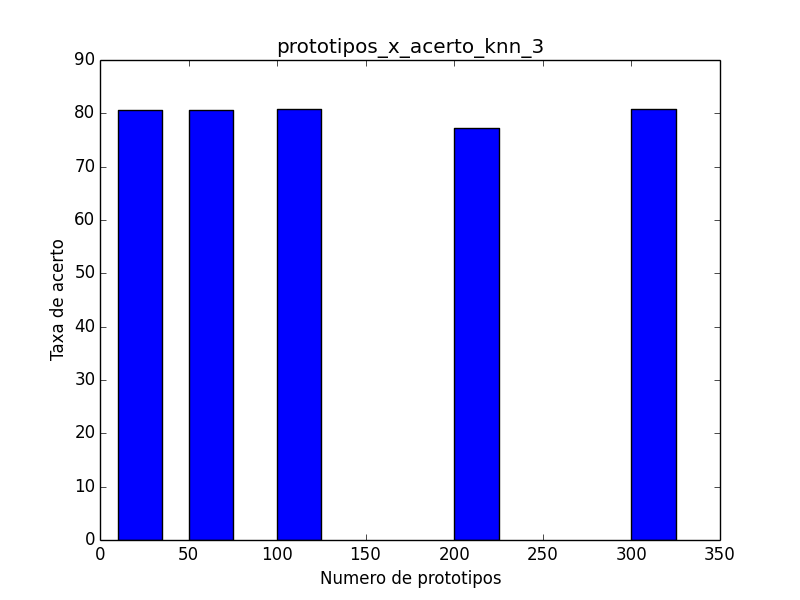 prototipos_x_acerto_knn_3
90
80
70
60
50
40
30
20
10
0
Taxa de acerto
0 50 100 150 200 250 300 350
Numero de prototipos